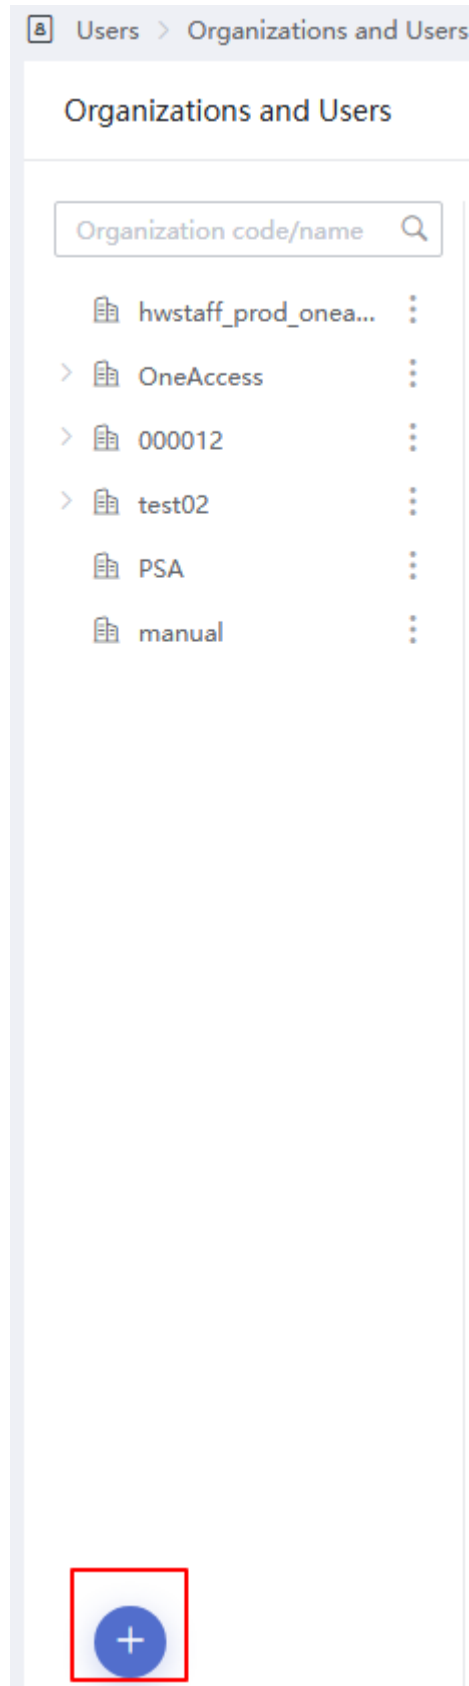 Users > Organizations and Users
Organizations and Users
Organization code/name
hwstaff_prod_onea...
OneAccess
000012
test02
PSA
manual